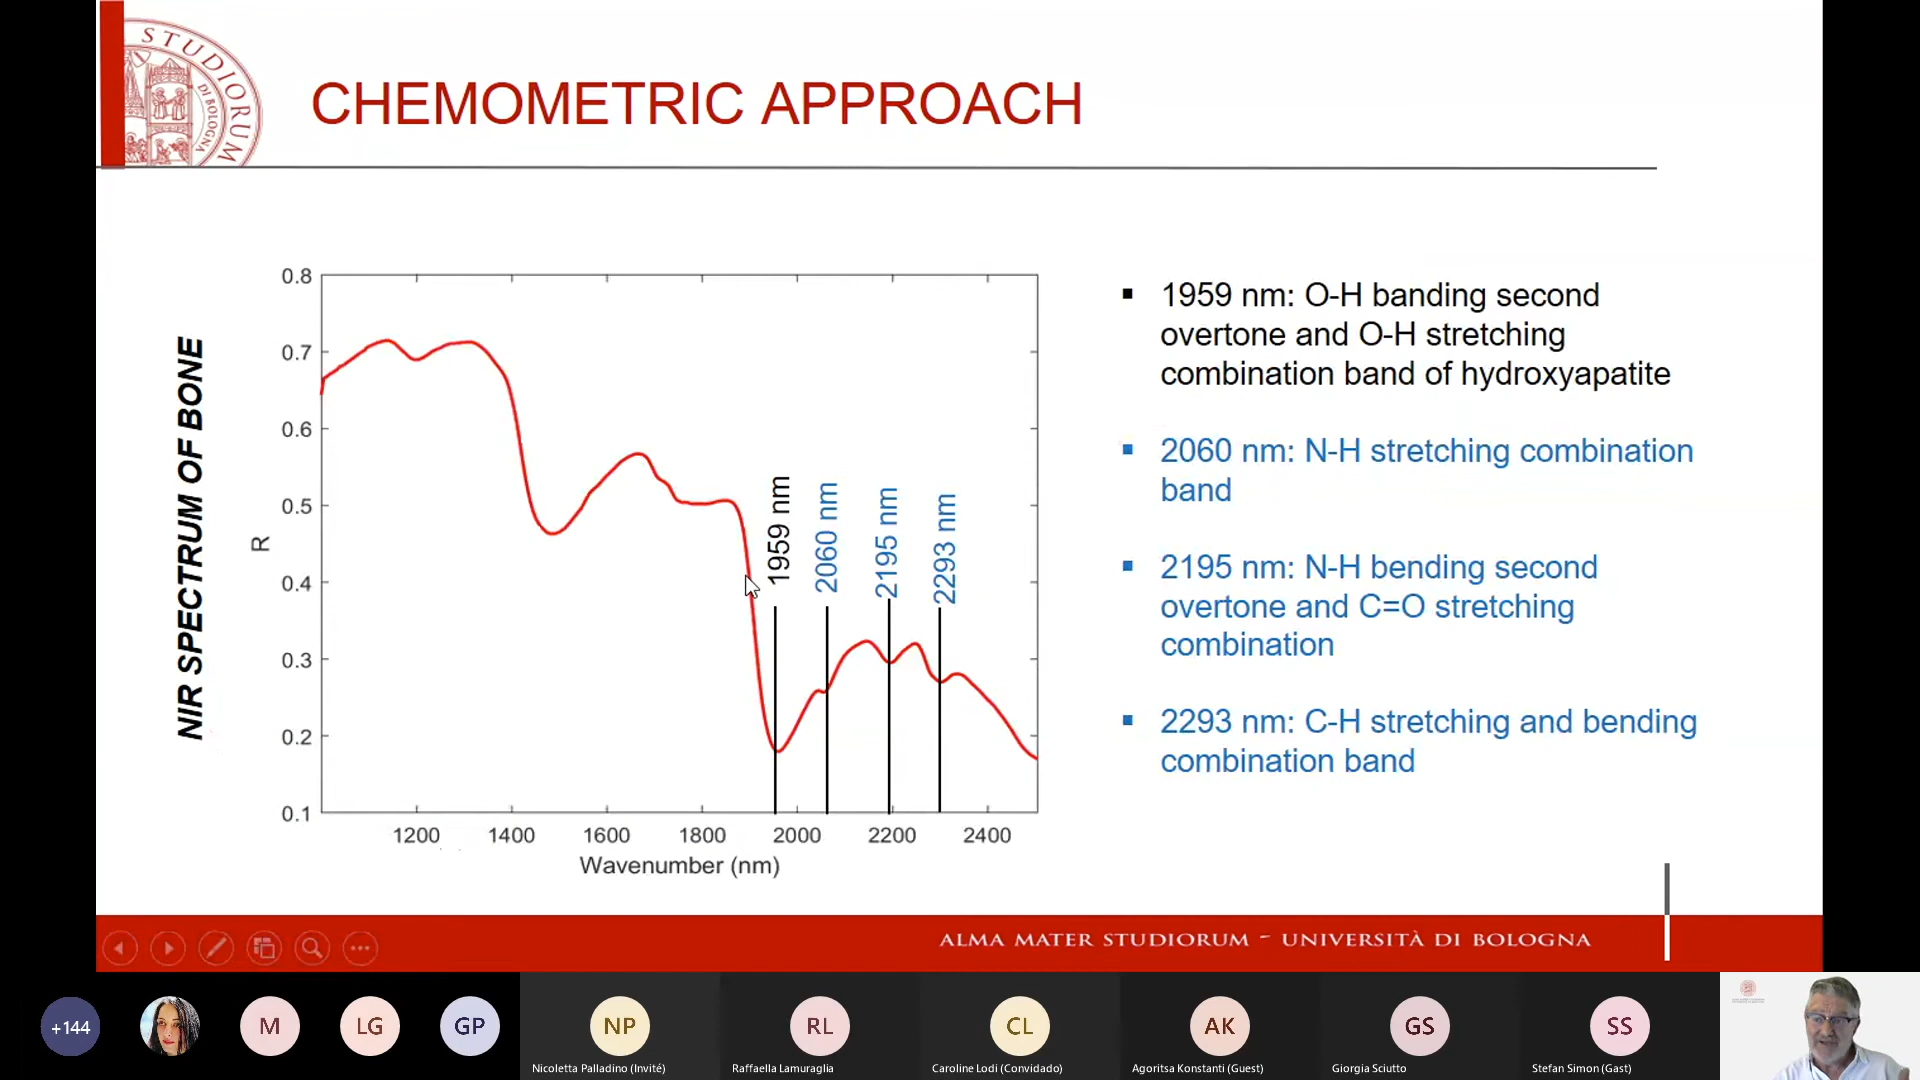 STUDIORUM
DI BOLOGNA
CHEMOMETRIC APPROACH
NIR SPECTRUM OF BONE
R
0.8
0.7
0.6
0.5
0.4
0.3
0.2
0.1
1959 nm
2060 nm
2195 nm
2293 nm
1200 1400 1600 1800 2000 2200 2400
Wavenumber (nm)
▪ 1959 nm: O-H banding second
overtone and O-H stretching
combination band of hydroxyapatite
▪ 2060 nm: N-H stretching combination
band
▪ 2195 nm: N-H bending second
overtone and C=O stretching
combination
▪ 2293 nm: C-H stretching and bending
combination band
ALMA MATER STUDIORUM - UNIVERSITÀ DI BOLOGNA
+144 M LG GP NP RL CL AK GS SS
Nicoletta Palladino (Invité) Raffaella Lamuraglia Caroline Lodi (Convidado) Agoritsa Konstanti (Guest) Giorgia Sciutto Stefan Simon (Gast)